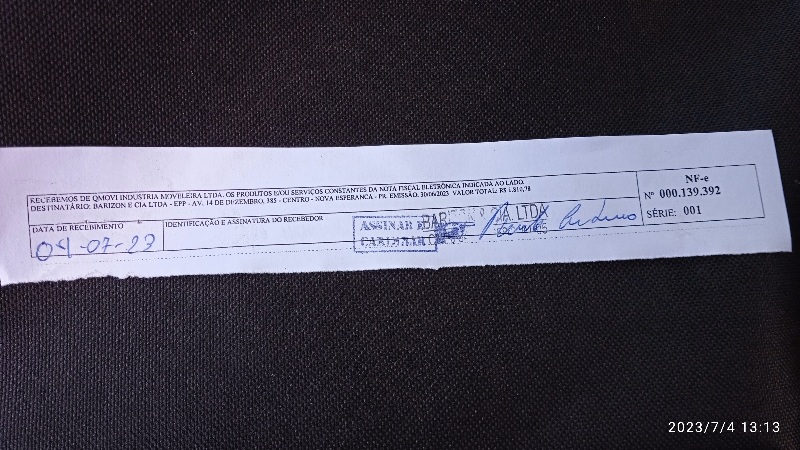 RECEBEMOS DE QMOVI INDUSTRIA MOVELEIRA LTDA. OS PRODUTOS E/OU SERVIÇOS CONSTANTES DA NOTA FISCAL ELETRÔNICA INDICADA AO LADO.
DESTINATÁRIO: BARIZON E CIA LTDA - EPP - AV. 14 DE DEZEMBRO, 385 - CENTRO - NOVA ESPERANCA - PR. EMISSÃO: 30/06/2023 VALOR TOTAL: R$
DATA DE RECEBIMENTO
04-07-23
IDENTIFICAÇÃO E ASSINATURA DO RECEBEDOR
ASSINAR E
CARIMBAR
LTDA
NF-e
Nº 000.139.392
SÉRIE: 001
2023/7/4 13:13